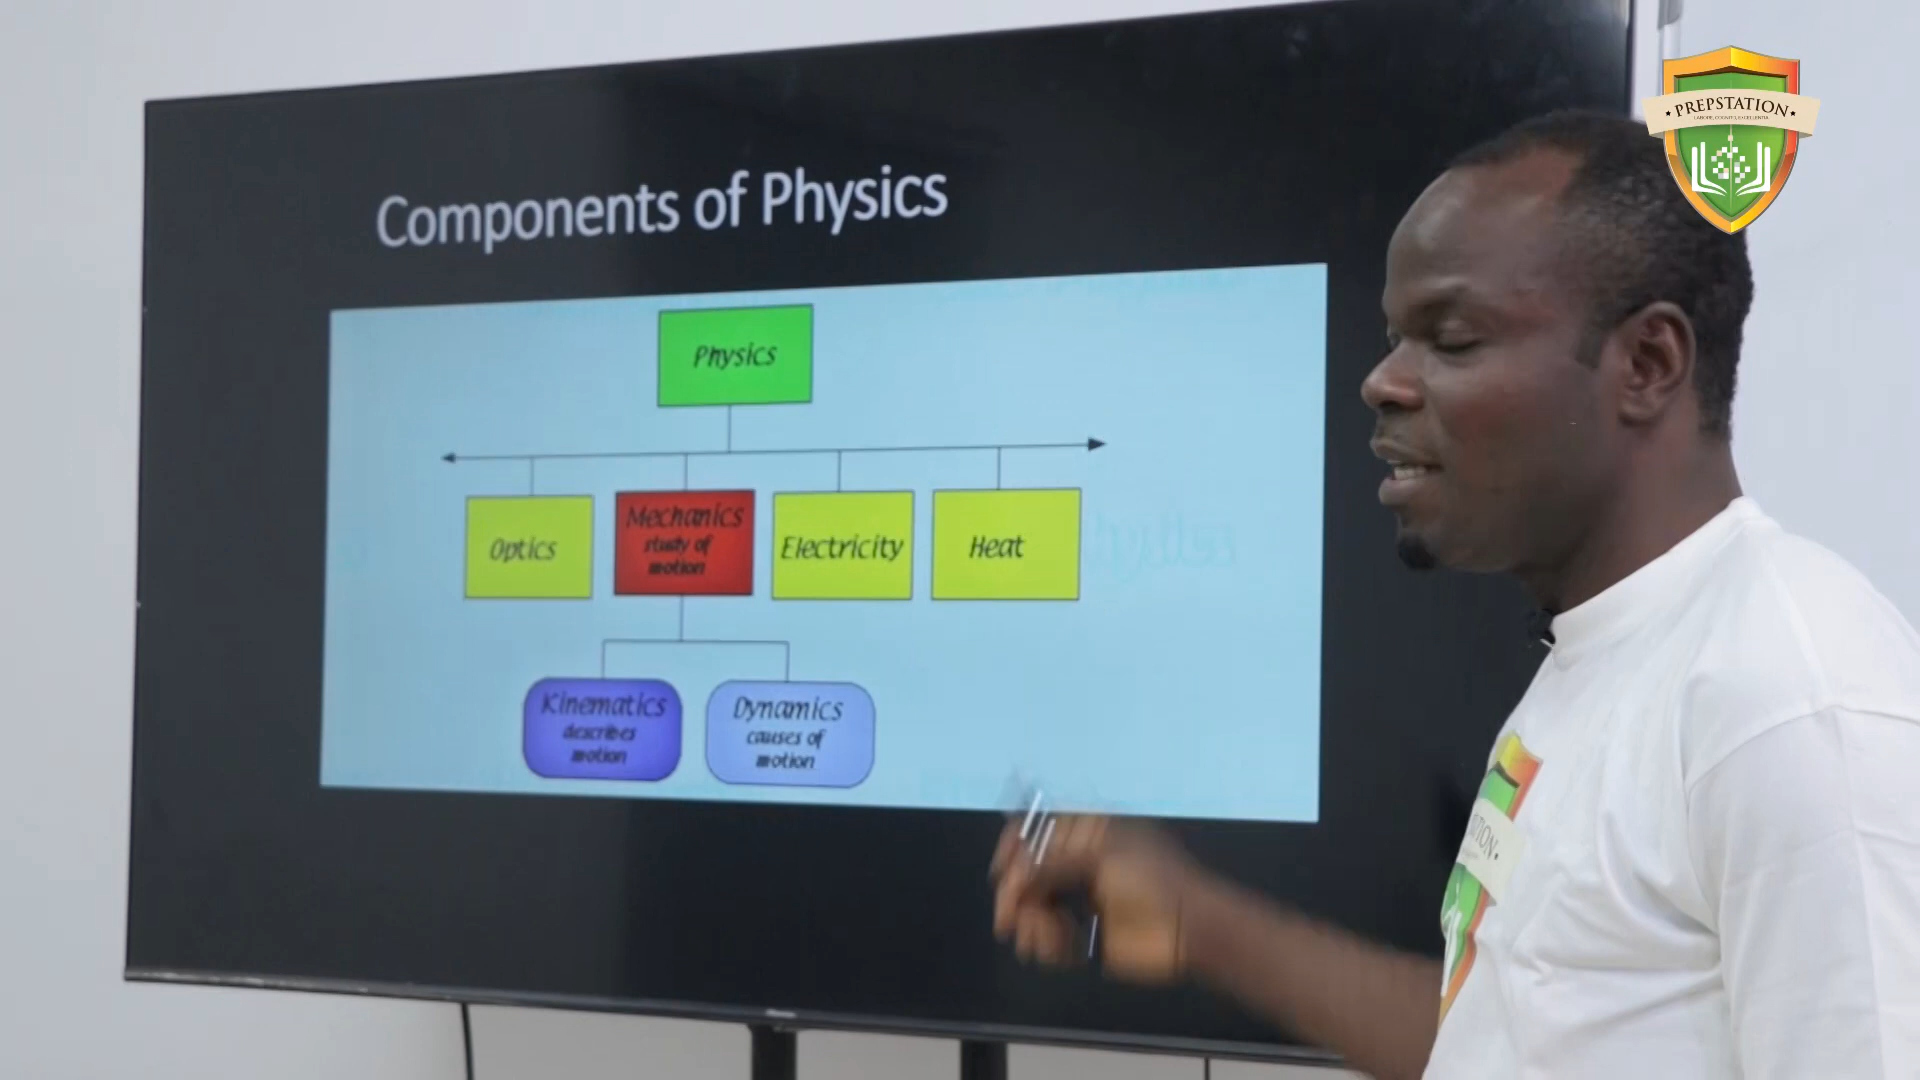 PREPSTATION
Components of Physics
Physics
Optics
Mechanics
study of
motion
Electricity
Heat
Kinematics
describes
motion
Dynamics
causes of
motion